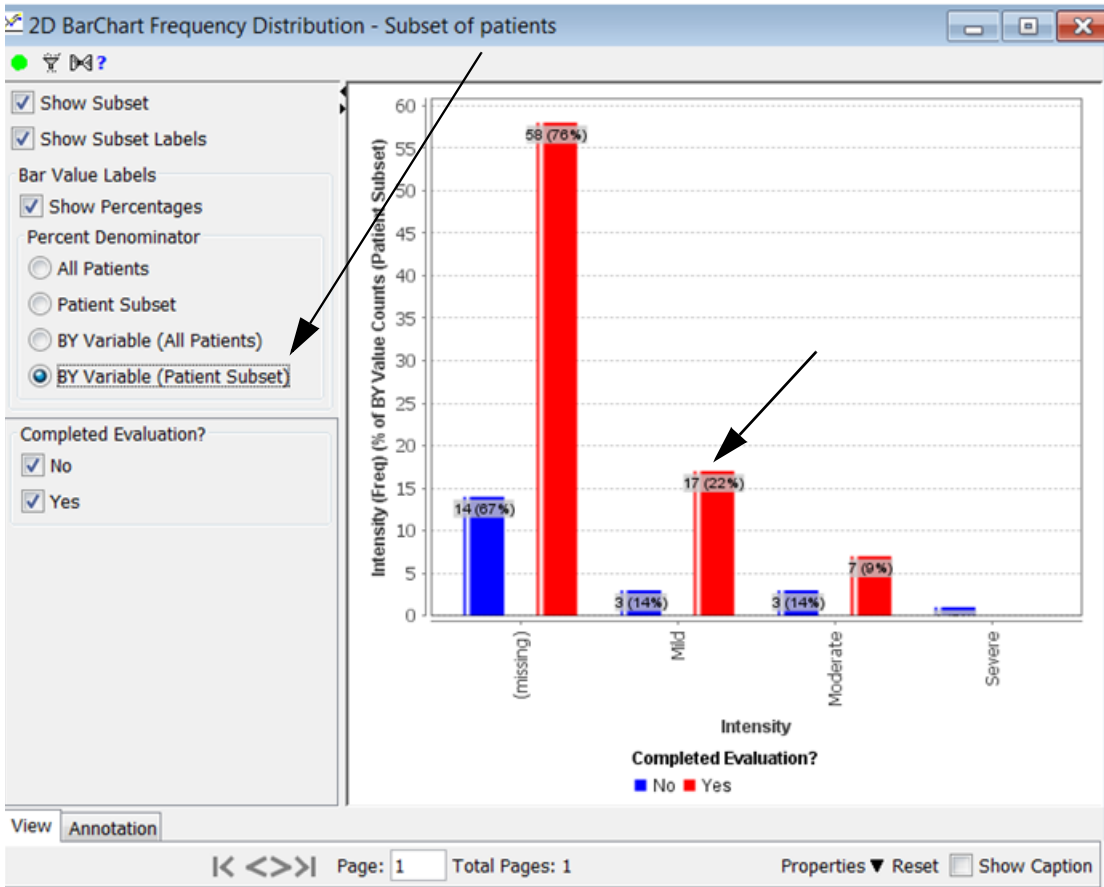 2D BarChart Frequency Distribution - Subset of patients
?
Show Subset
Show Subset Labels
Bar Value Labels
Show Percentages
Percent Denominator
All Patients
Patient Subset
BY Variable (All Patients)
BY Variable (Patient Subset)
Completed Evaluation?
No
Yes
Intensity (Freq) (% of BY Value Counts (Patient Subset)
60
55
50
45
40
35
30
25
20
15
10
5
0
14 (67%)
58 (76%)
3 (14%)
17 (22%)
3 (14%)
7 (9%)
(missing)
Mild
Moderate
Severe
Intensity
Completed Evaluation?
No Yes
View Annotation
Page: 1 Total Pages: 1 Properties ▼ Reset Show Caption